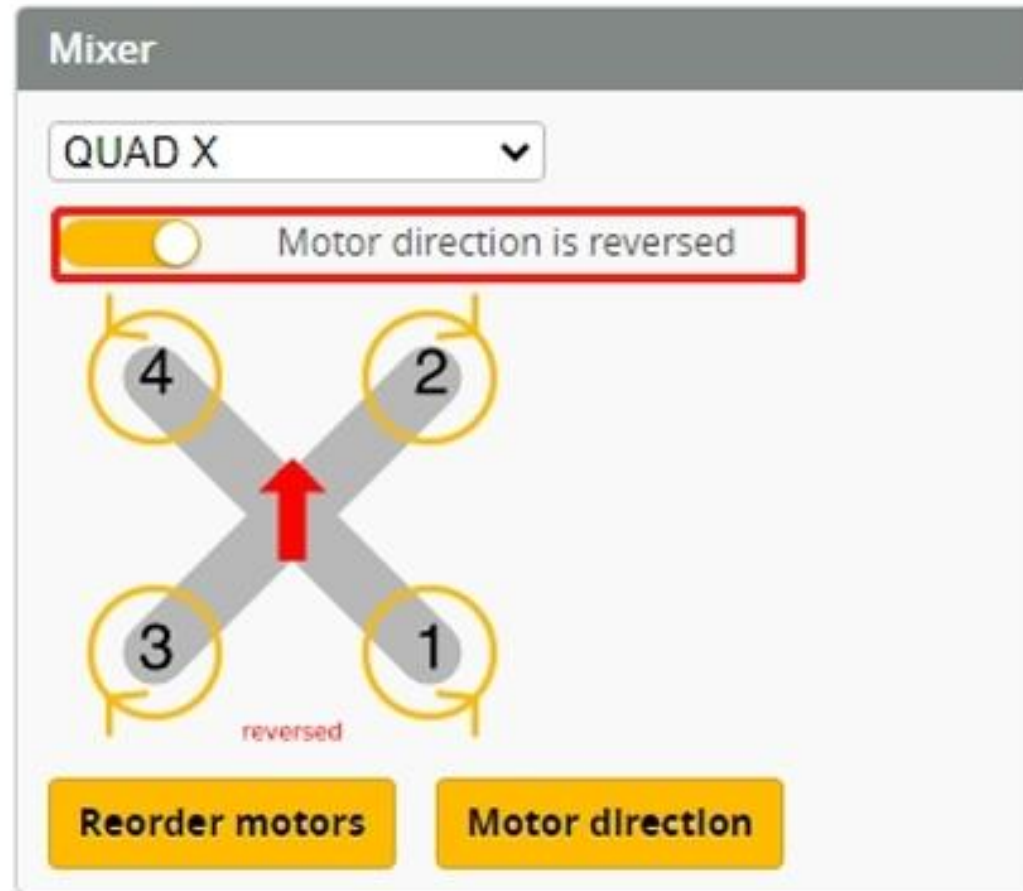 Mixer
QUAD X
Motor direction is reversed
4 2
3 1
reversed
Reorder motors Motor direction